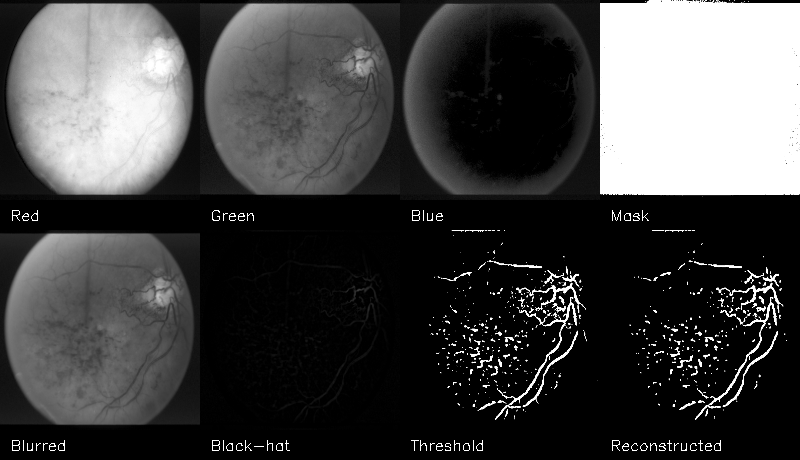 Red
Green
Blue
Mask
Blurred
Black-hat
Threshold
Reconstructed